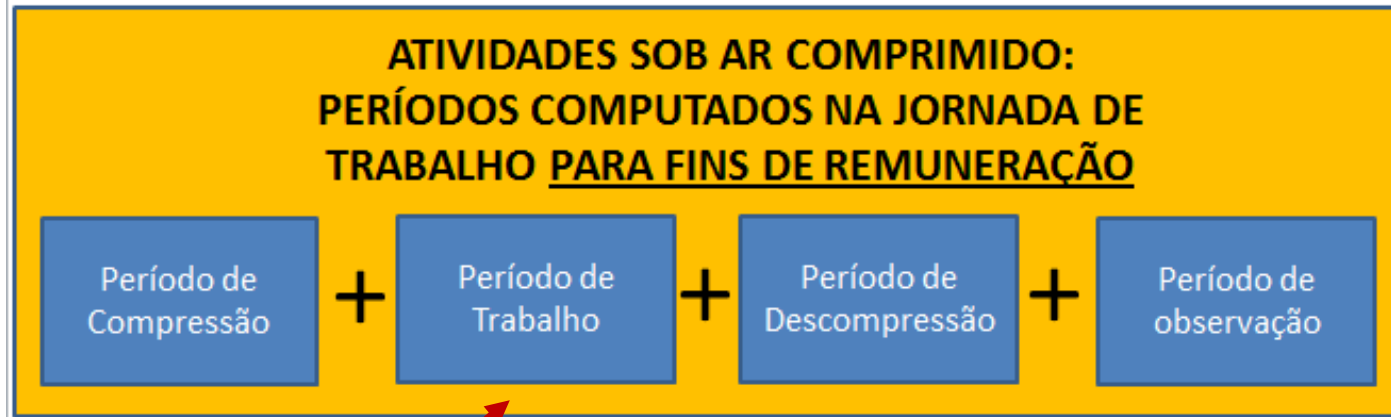 ATIVIDADES SOB AR COMPRIMIDO:
PERÍODOS COMPUTADOS NA JORNADA DE
TRABALHO PARA FINS DE REMUNERAÇÃO
Período de
Compressão
+
Período de
Trabalho
+
Período de
Descompressão
+
Período de
observação